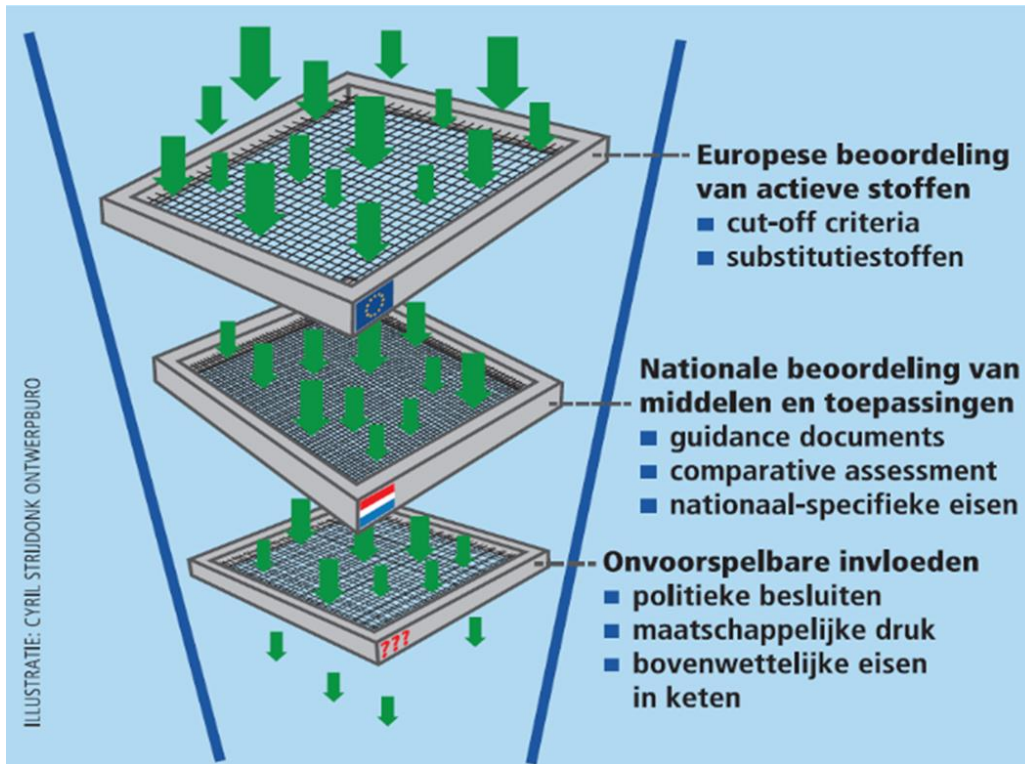 Europese beoordeling
van actieve stoffen
■ cut-off criteria
■ substitutiestoffen
Nationale beoordeling van
middelen en toepassingen
■ guidance documents
■ comparative assessment
■ nationaal-specifieke eisen
Onvoorspelbare invloeden
■ politieke besluiten
■ maatschappelijke druk
■ bovenwettelijke eisen
in keten
???
ILLUSTRATIE: CYRIL STRIJDONK ONTWERPBURO